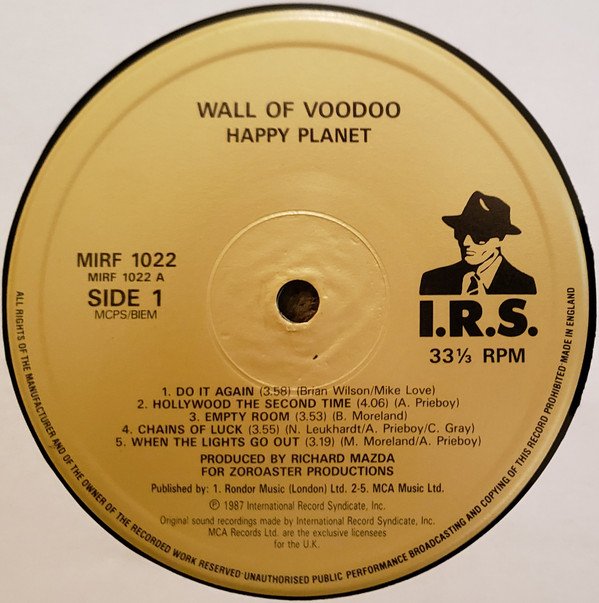 WALL OF VOODOO
HAPPY PLANET
MIRF 1022
MIRF 1022 A
SIDE 1
MCPS/BIEM
I.R.S.
33⅓ RPM
1. DO IT AGAIN (3.58) (Brian Wilson/Mike Love)
2. HOLLYWOOD THE SECOND TIME (4.06) (A. Prieboy)
3. EMPTY ROOM (3.53) (B. Moreland)
4. CHAINS OF LUCK (3.55) (N. Leukhardt/A. Prieboy/C. Gray)
5. WHEN THE LIGHTS GO OUT (3.19) (M. Moreland/A. Prieboy)
PRODUCED BY RICHARD MAZDA
FOR ZOROASTER PRODUCTIONS
Published by: 1. Rondor Music (London) Ltd. 2-5. MCA Music Ltd.
℗ 1987 International Record Syndicate, Inc.
Original sound recordings made by International Record Syndicate, Inc.
MCA Records Ltd. are the exclusive licensees
for the U.K.
ALL RIGHTS OF THE MANUFACTURER AND OF THE OWNER OF THE RECORDED WORK RESERVED·UNAUTHORISED PUBLIC PERFORMANCE BROADCASTING AND COPYING OF THIS RECORD PROHIBITED·MADE IN ENGLAND